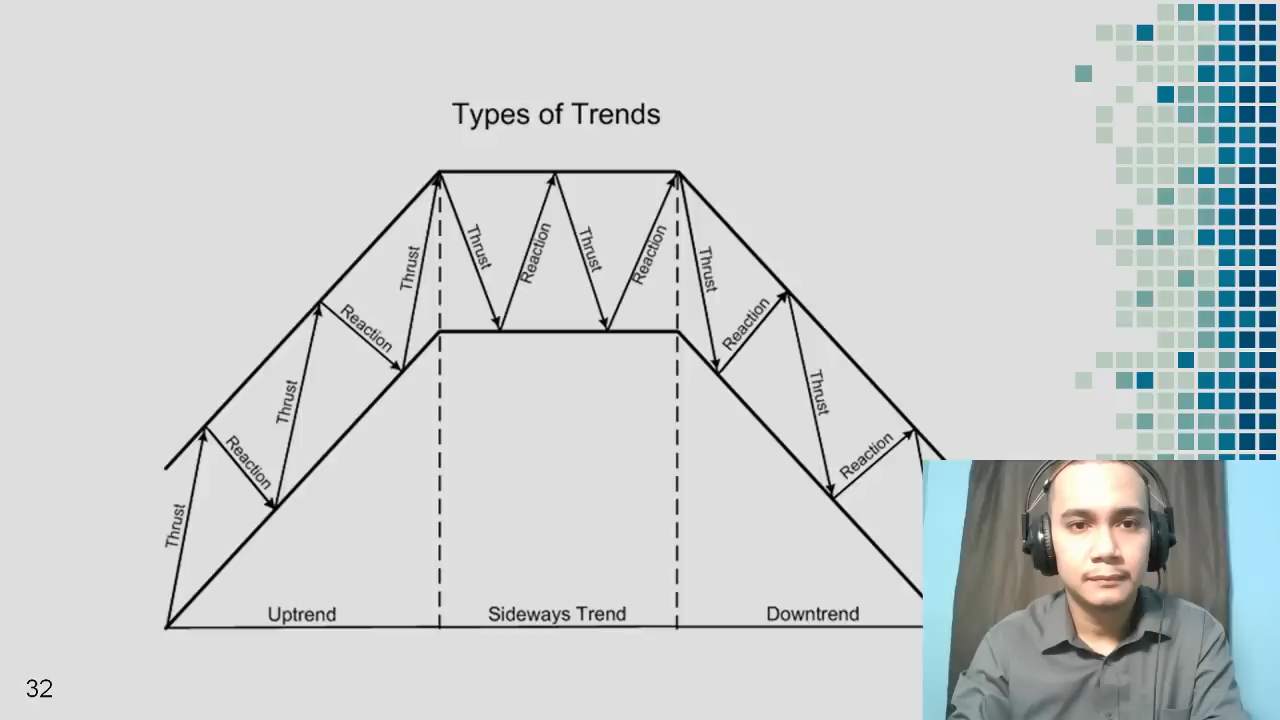 Types of Trends
Thrust
Reaction
Thrust
Reaction
Thrust
Thrust
Reaction
Thrust
Reaction
Thrust
Reaction
Thrust
Reaction
Uptrend
Sideways Trend
Downtrend
32